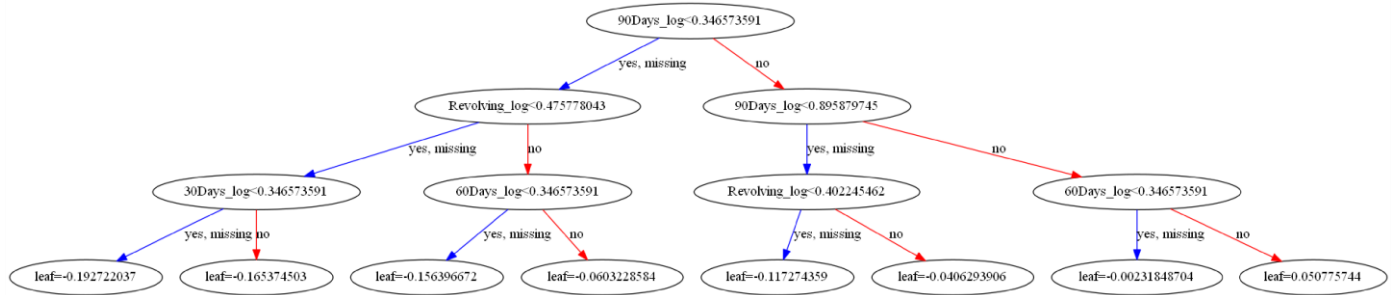 90Days_log<0.346573591
yes, missing
no
Revolving_log<0.475778043
90Days_log<0.895879745
yes, missing
no
yes, missing
no
30Days_log<0.346573591
60Days_log<0.346573591
Revolving_log<0.402245462
60Days_log<0.346573591
yes, missing
no
yes, missing
no
yes, missing
no
yes, missing
no
leaf=-0.192722037
leaf=-0.165374503
leaf=-0.156396672
leaf=-0.0603228584
leaf=-0.117274359
leaf=-0.0406293906
leaf=-0.00231848704
leaf=0.050775744